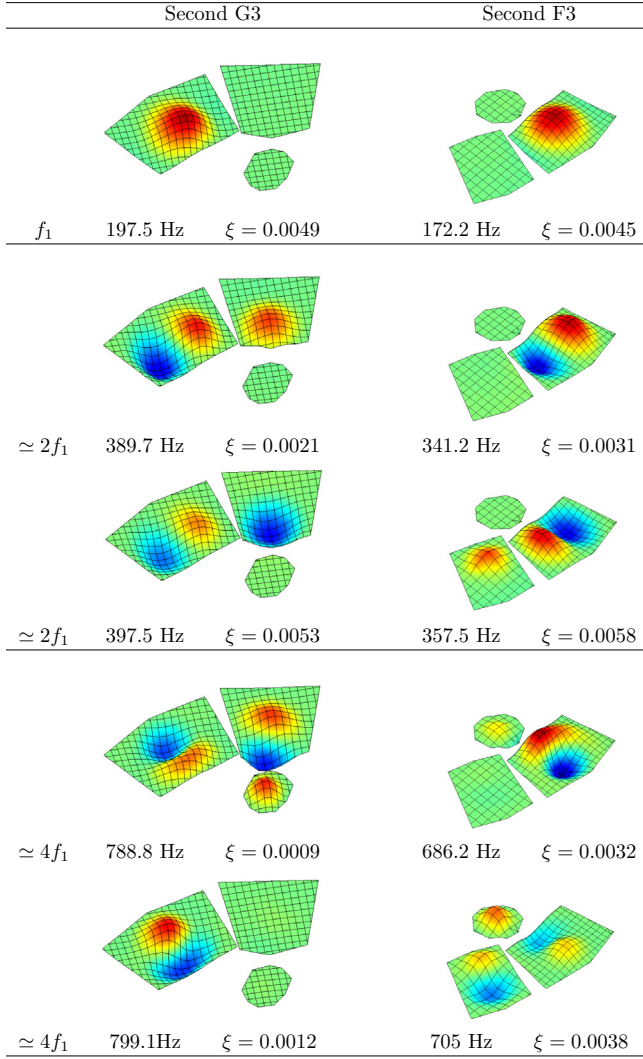 Second G3 Second F3
f₁ 197.5 Hz ξ = 0.0049 172.2 Hz ξ = 0.0045
≃ 2f₁ 389.7 Hz ξ = 0.0021 341.2 Hz ξ = 0.0031
≃ 2f₁ 397.5 Hz ξ = 0.0053 357.5 Hz ξ = 0.0058
≃ 4f₁ 788.8 Hz ξ = 0.0009 686.2 Hz ξ = 0.0032
≃ 4f₁ 799.1Hz ξ = 0.0012 705 Hz ξ = 0.0038